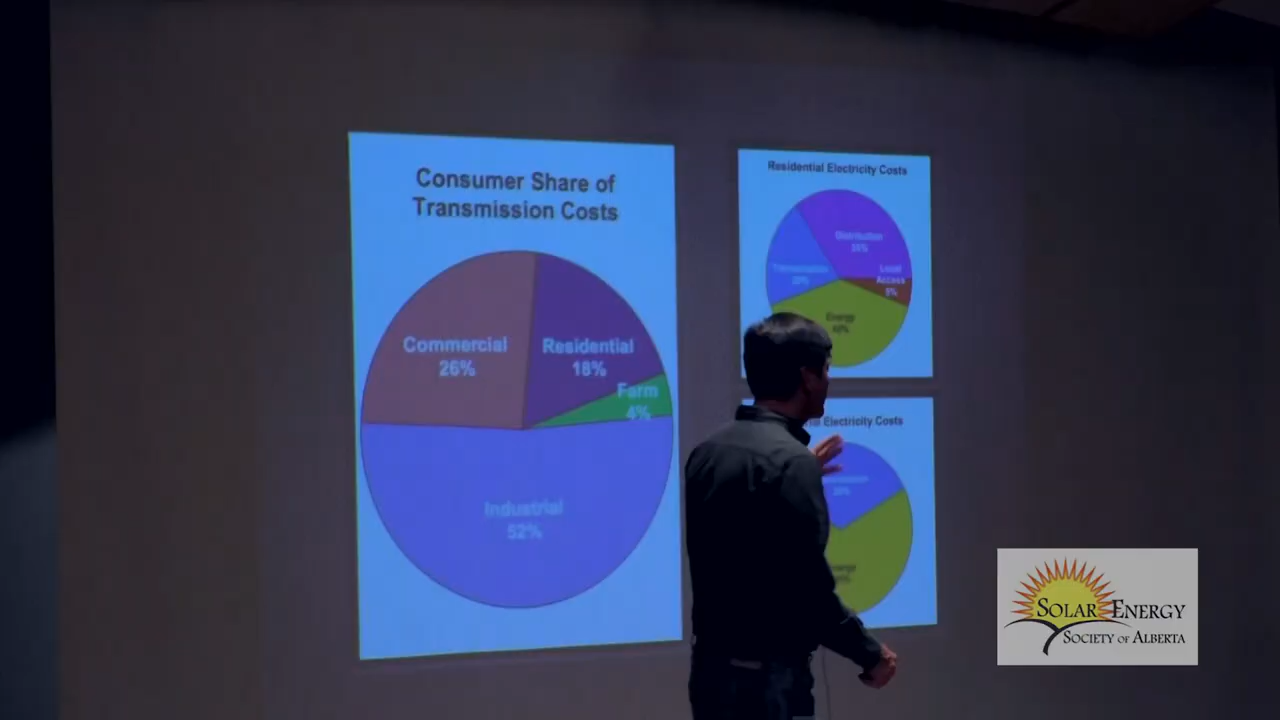 Consumer Share of
Transmission Costs
Commercial
26%
Residential
18%
Farm
4%
Industrial
52%
Residential Electricity Costs
Distribution
Local
Access
5%
Energy
Electricity Costs
SOLAR ENERGY
SOCIETY OF ALBERTA